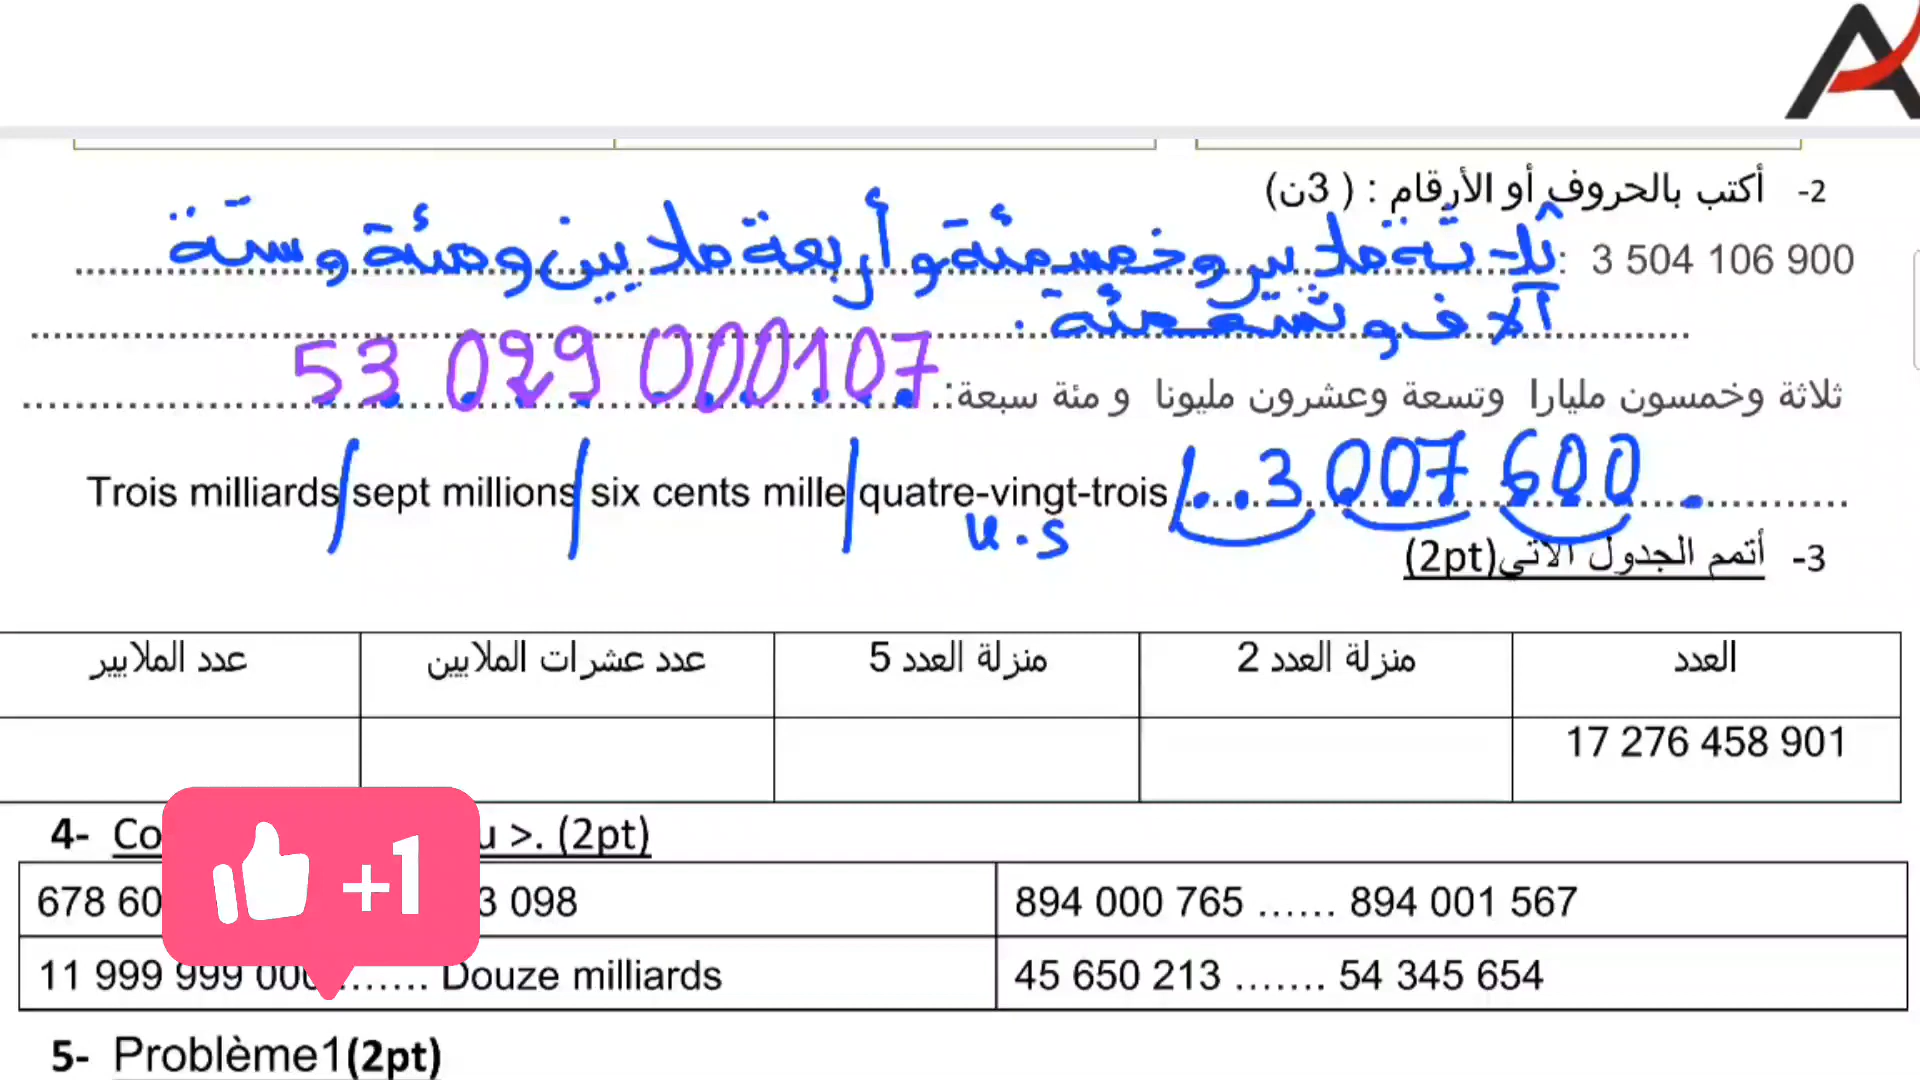 2- أكتب بالحروف أو الأرقام : ( 3ن)
3 504 106 900 : ثلاثة ملايير وخمسمئة و أربعة ملايين ومئة وستة
آلاف وتسعمئة .
ثلاثة وخمسون مليارا وتسعة وعشرون مليونا و مئة سبعة: 53 029 000107
Trois milliards/sept millions/six cents mille/quatre-vingt-trois ....3 007 600 .
u.s
3- أتمم الجدول الآتي(2pt)
العدد منزلة العدد 2 منزلة العدد 5 عدد عشرات الملايين عدد الملايير
17 276 458 901
4- Co u >. (2pt)
678 60 3 098 894 000 765 ...... 894 001 567
+1
11 999 999 000 ....... Douze milliards 45 650 213 ....... 54 345 654
5- Problème1(2pt)